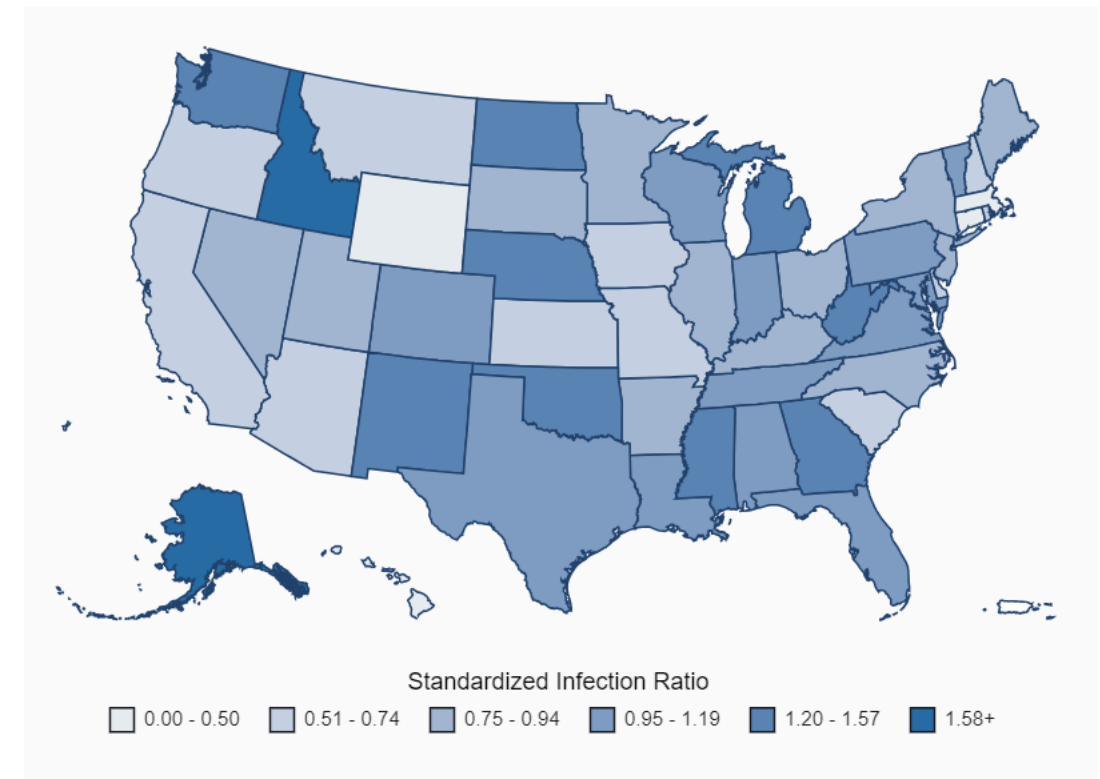 Standardized Infection Ratio
0.00 - 0.50 0.51 - 0.74 0.75 - 0.94 0.95 - 1.19 1.20 - 1.57 1.58+